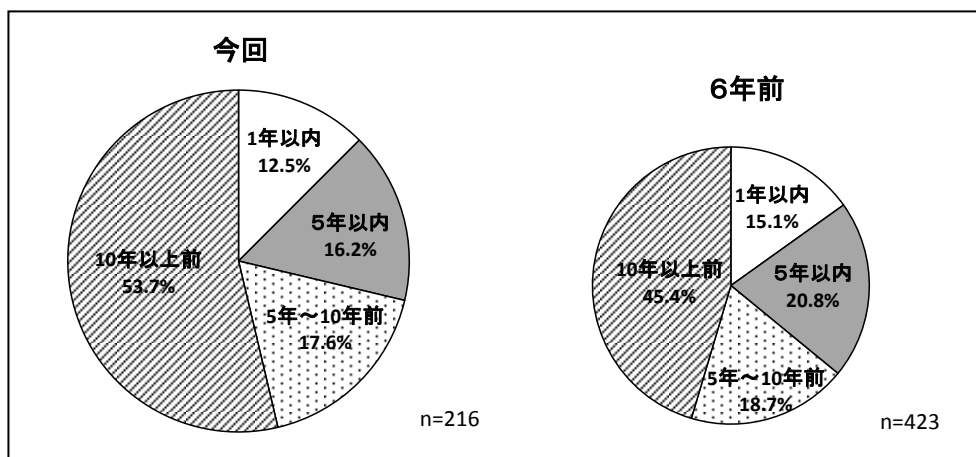 今回
1年以内
12.5%
5年以内
16.2%
5年～10年前
17.6%
10年以上前
53.7%
n=216
６年前
1年以内
15.1%
5年以内
20.8%
5年～10年前
18.7%
10年以上前
45.4%
n=423